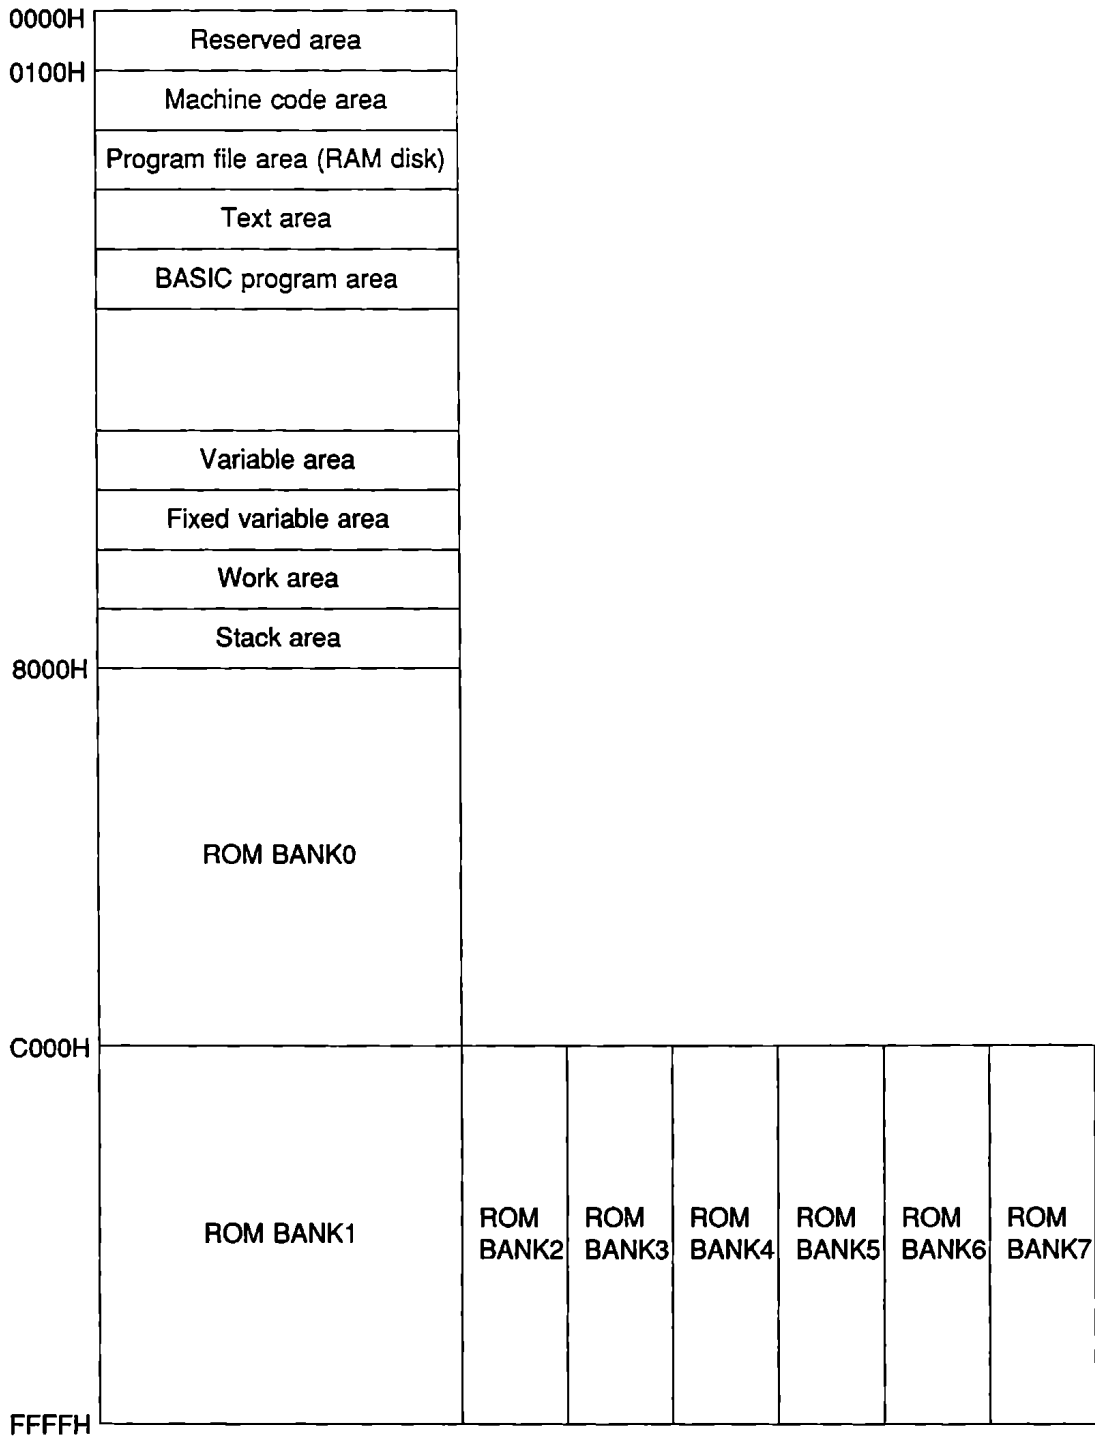 0000H
Reserved area
0100H
Machine code area
Program file area (RAM disk)
Text area
BASIC program area
Variable area
Fixed variable area
Work area
Stack area
8000H
ROM BANK0
C000H
ROM BANK1
ROM
BANK2
ROM
BANK3
ROM
BANK4
ROM
BANK5
ROM
BANK6
ROM
BANK7
FFFFH